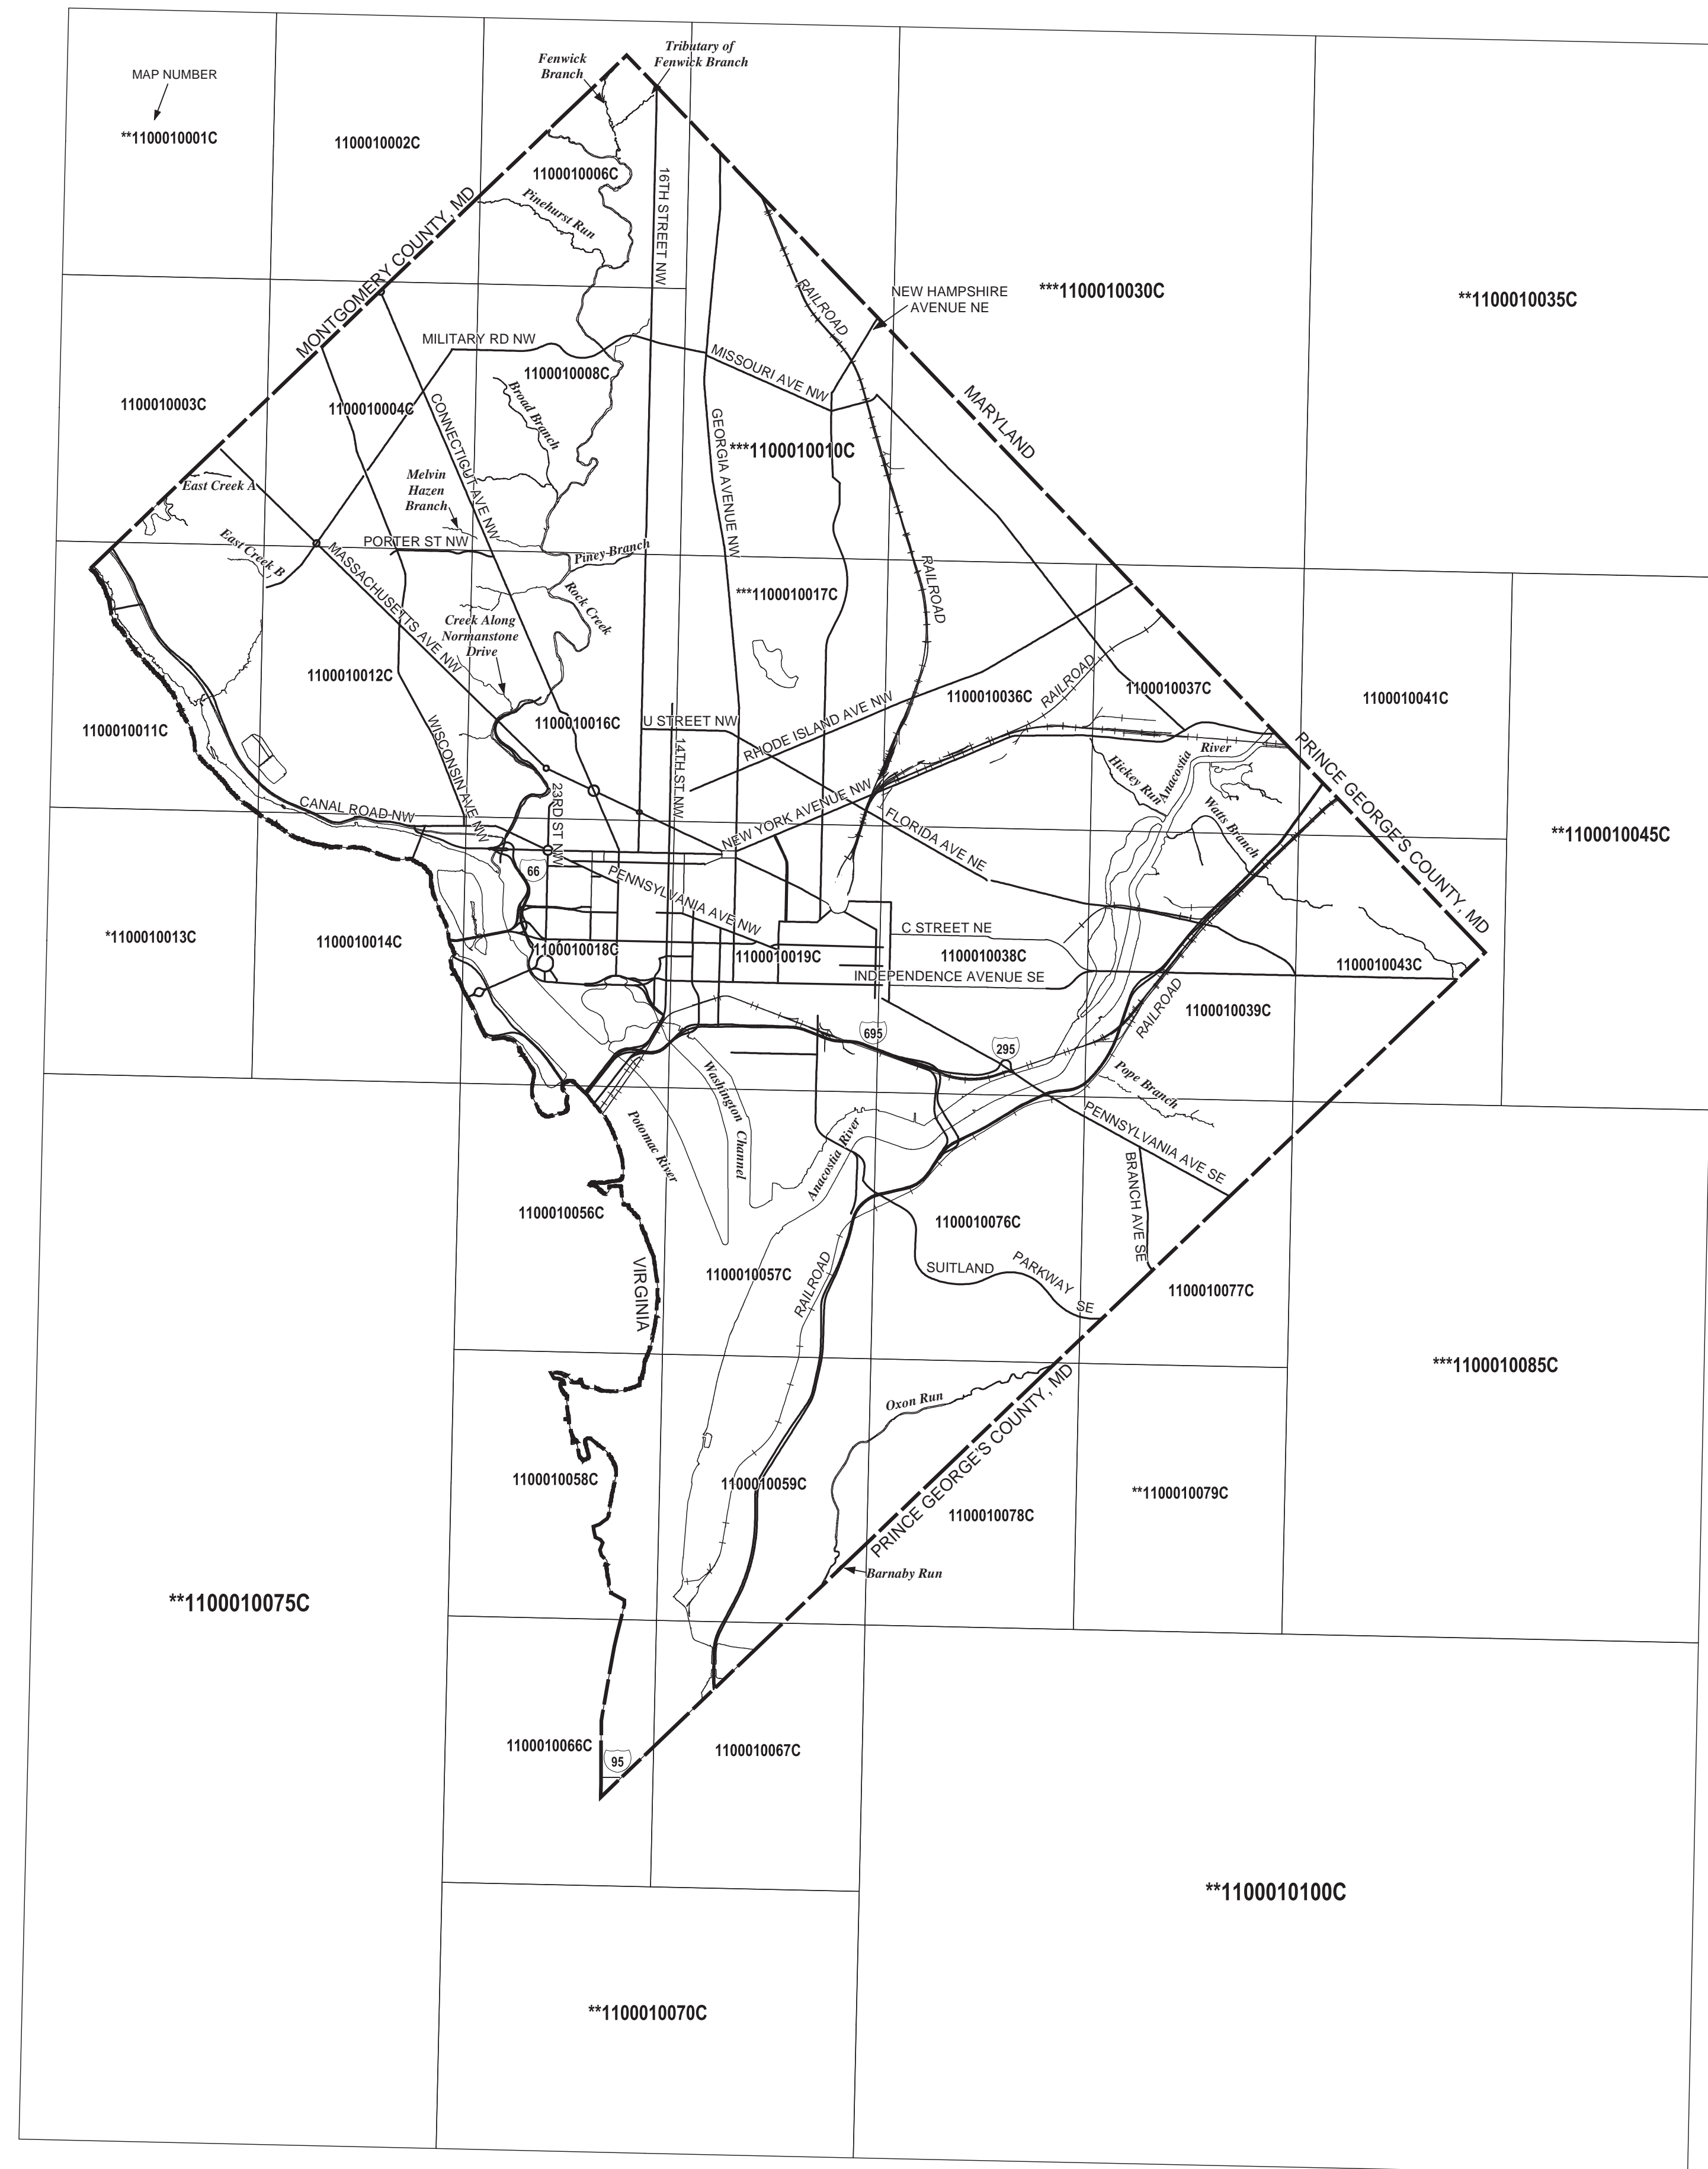 Tributary of
Fenwick Branch
Fenwick
Branch
MAP NUMBER
**1100010001C
1100010002C
1100010006C
16TH STREET NW
Pinehurst Run
MONTGOMERY COUNTY, MD
***1100010030C
**1100010035C
NEW HAMPSHIRE
AVENUE NE
RAILROAD
MILITARY RD NW
MISSOURI AVE NW
1100010008C
1100010003C
1100010004C
CONNECTICUT AVE NW
Broad Branch
GEORGIA AVENUE NW
MARYLAND
***1100010010C
East Creek A
Melvin
Hazen
Branch
East Creek B
PORTER ST NW
Piney Branch
MASSACHUSETTS AVE NW
Rock Creek
***1100010017C
RAILROAD
Creek Along
Normanstone
Drive
1100010012C
RAILROAD
1100010036C
1100010037C
1100010041C
1100010011C
1100010016C
U STREET NW
RHODE ISLAND AVE NW
WISCONSIN AVE NW
14TH ST NW
Hickey Run
Anacostia
River
PRINCE GEORGE'S COUNTY, MD
23RD ST NW
CANAL ROAD NW
NEW YORK AVENUE NW
FLORIDA AVE NE
Watts Branch
**1100010045C
66
PENNSYLVANIA AVE NW
C STREET NE
*1100010013C
1100010014C
1100010018C
1100010019C
1100010038C
1100010043C
INDEPENDENCE AVENUE SE
1100010039C
RAILROAD
695
295
Washington Channel
Pope Branch
Potomac River
Anacostia River
PENNSYLVANIA AVE SE
BRANCH AVE SE
1100010056C
1100010076C
VIRGINIA
1100010057C
RAILROAD
SUITLAND PARKWAY SE
1100010077C
***1100010085C
PRINCE GEORGE'S COUNTY, MD
Oxon Run
1100010058C
1100010059C
1100010078C
**1100010079C
Barnaby Run
**1100010075C
1100010066C
95
1100010067C
**1100010100C
**1100010070C